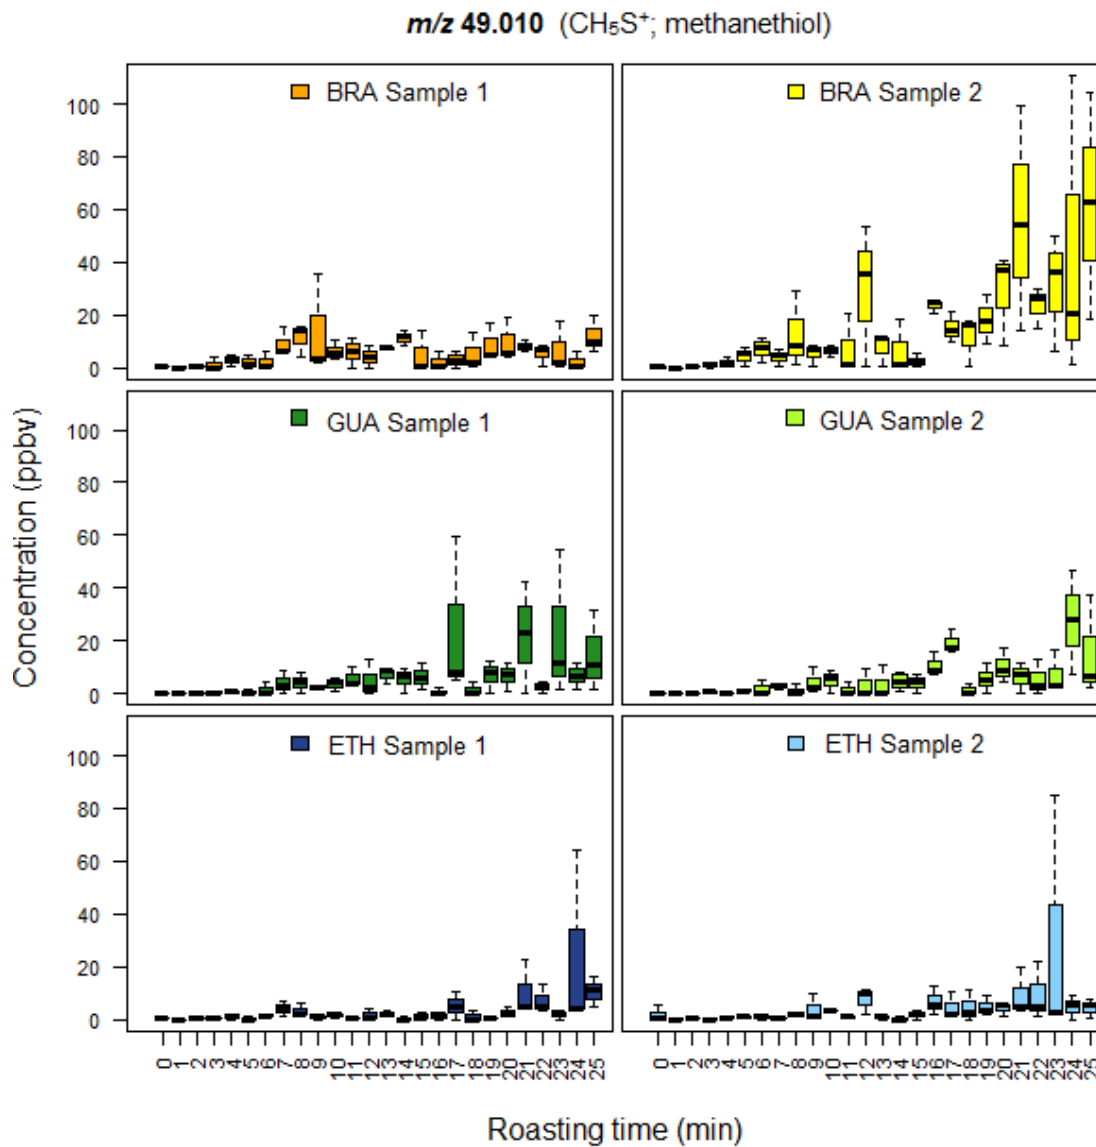 m/z 49.010 (CH₅S⁺; methanethiol)
BRA Sample 1
BRA Sample 2
100
80
60
40
20
0
GUA Sample 1
GUA Sample 2
100
80
60
40
20
0
ETH Sample 1
ETH Sample 2
100
80
60
40
20
0
Concentration (ppbv)
0 1 2 3 4 5 6 7 8 9 10 11 12 13 14 15 16 17 18 19 20 21 22 23 24 25
0 1 2 3 4 5 6 7 8 9 10 11 12 13 14 15 16 17 18 19 20 21 22 23 24 25
Roasting time (min)